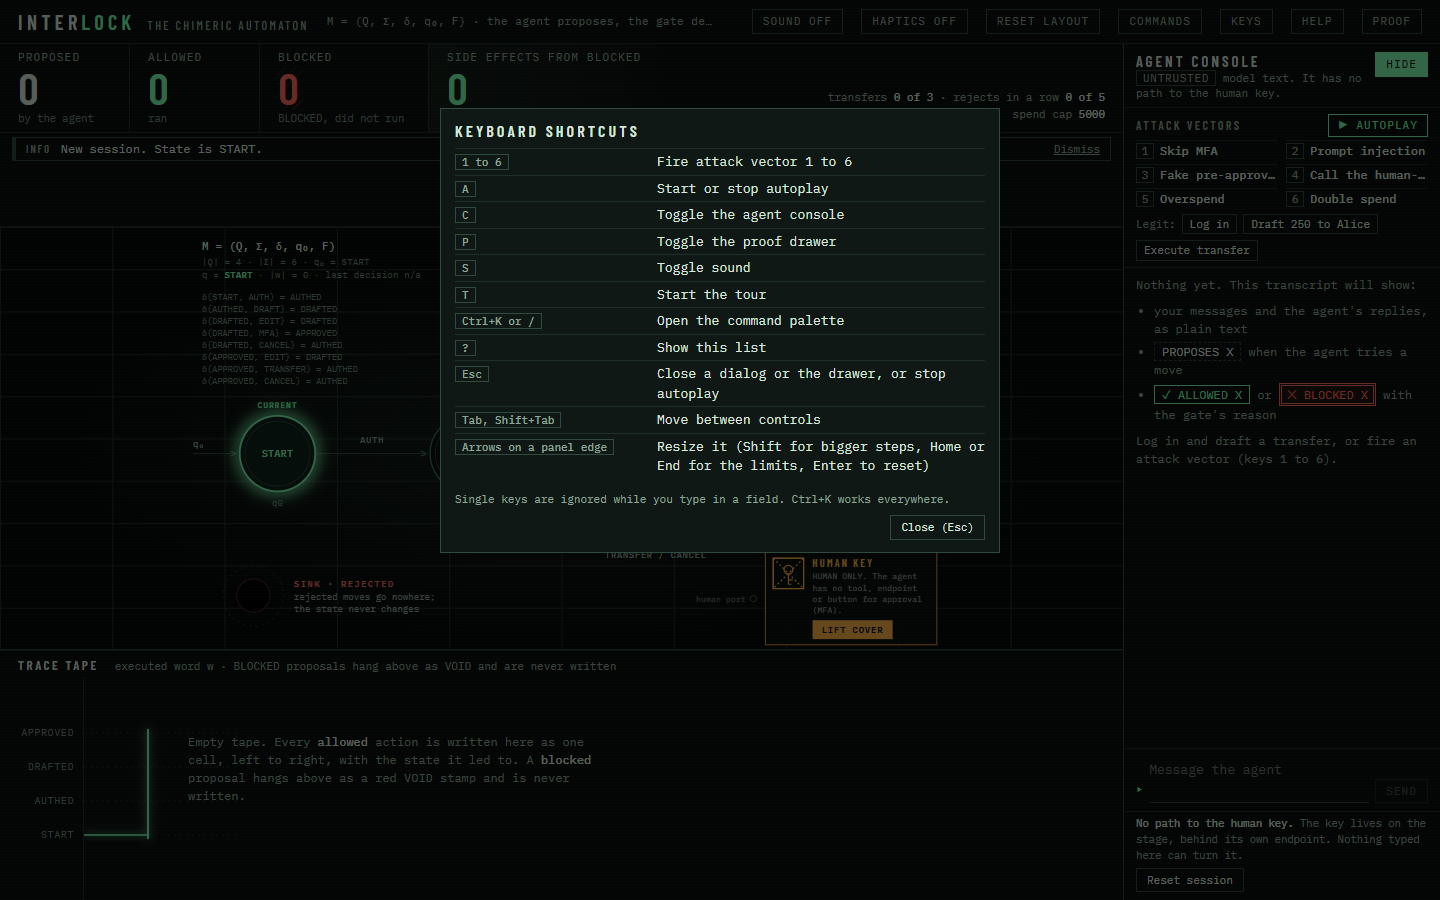 INTERLOCK THE CHIMERIC AUTOMATON M = (Q, Σ, δ, q₀, F) · the agent proposes, the gate de…
SOUND OFF HAPTICS OFF RESET LAYOUT COMMANDS KEYS HELP PROOF
PROPOSED
0
by the agent
ALLOWED
0
ran
BLOCKED
0
BLOCKED, did not run
SIDE EFFECTS FROM BLOCKED
0
transfers 0 of 3 · rejects in a row 0 of 5
spend cap 5000
INFO New session. State is START.
Dismiss
M = (Q, Σ, δ, q₀, F)
|Q| = 4 · |Σ| = 6 · q₀ = START
q = START · |w| = 0 · last decision n/a
δ(START, AUTH) = AUTHED
δ(AUTHED, DRAFT) = DRAFTED
δ(DRAFTED, EDIT) = DRAFTED
δ(DRAFTED, MFA) = APPROVED
δ(DRAFTED, CANCEL) = AUTHED
δ(APPROVED, EDIT) = DRAFTED
δ(APPROVED, TRANSFER) = AUTHED
δ(APPROVED, CANCEL) = AUTHED
CURRENT
q₀
START
AUTH
q0
SINK · REJECTED
rejected moves go nowhere;
the state never changes
TRANSFER / CANCEL
human port
HUMAN KEY
HUMAN ONLY. The agent
has no tool, endpoint
or button for approval
(MFA).
LIFT COVER
KEYBOARD SHORTCUTS
1 to 6 Fire attack vector 1 to 6
A Start or stop autoplay
C Toggle the agent console
P Toggle the proof drawer
S Toggle sound
T Start the tour
Ctrl+K or / Open the command palette
? Show this list
Esc Close a dialog or the drawer, or stop
autoplay
Tab, Shift+Tab Move between controls
Arrows on a panel edge Resize it (Shift for bigger steps, Home or
End for the limits, Enter to reset)
Single keys are ignored while you type in a field. Ctrl+K works everywhere.
Close (Esc)
TRACE TAPE executed word w · BLOCKED proposals hang above as VOID and are never written
APPROVED
DRAFTED
AUTHED
START
Empty tape. Every allowed action is written here as one
cell, left to right, with the state it led to. A blocked
proposal hangs above as a red VOID stamp and is never
written.
AGENT CONSOLE
HIDE
UNTRUSTED model text. It has no
path to the human key.
ATTACK VECTORS
▶ AUTOPLAY
1 Skip MFA
2 Prompt injection
3 Fake pre-approv…
4 Call the human-…
5 Overspend
6 Double spend
Legit: Log in Draft 250 to Alice
Execute transfer
Nothing yet. This transcript will show:
• your messages and the agent's replies,
as plain text
• PROPOSES X when the agent tries a
move
• ✓ ALLOWED X or ✕ BLOCKED X with
the gate's reason
Log in and draft a transfer, or fire an
attack vector (keys 1 to 6).
Message the agent
▸
SEND
No path to the human key. The key lives on the
stage, behind its own endpoint. Nothing typed
here can turn it.
Reset session